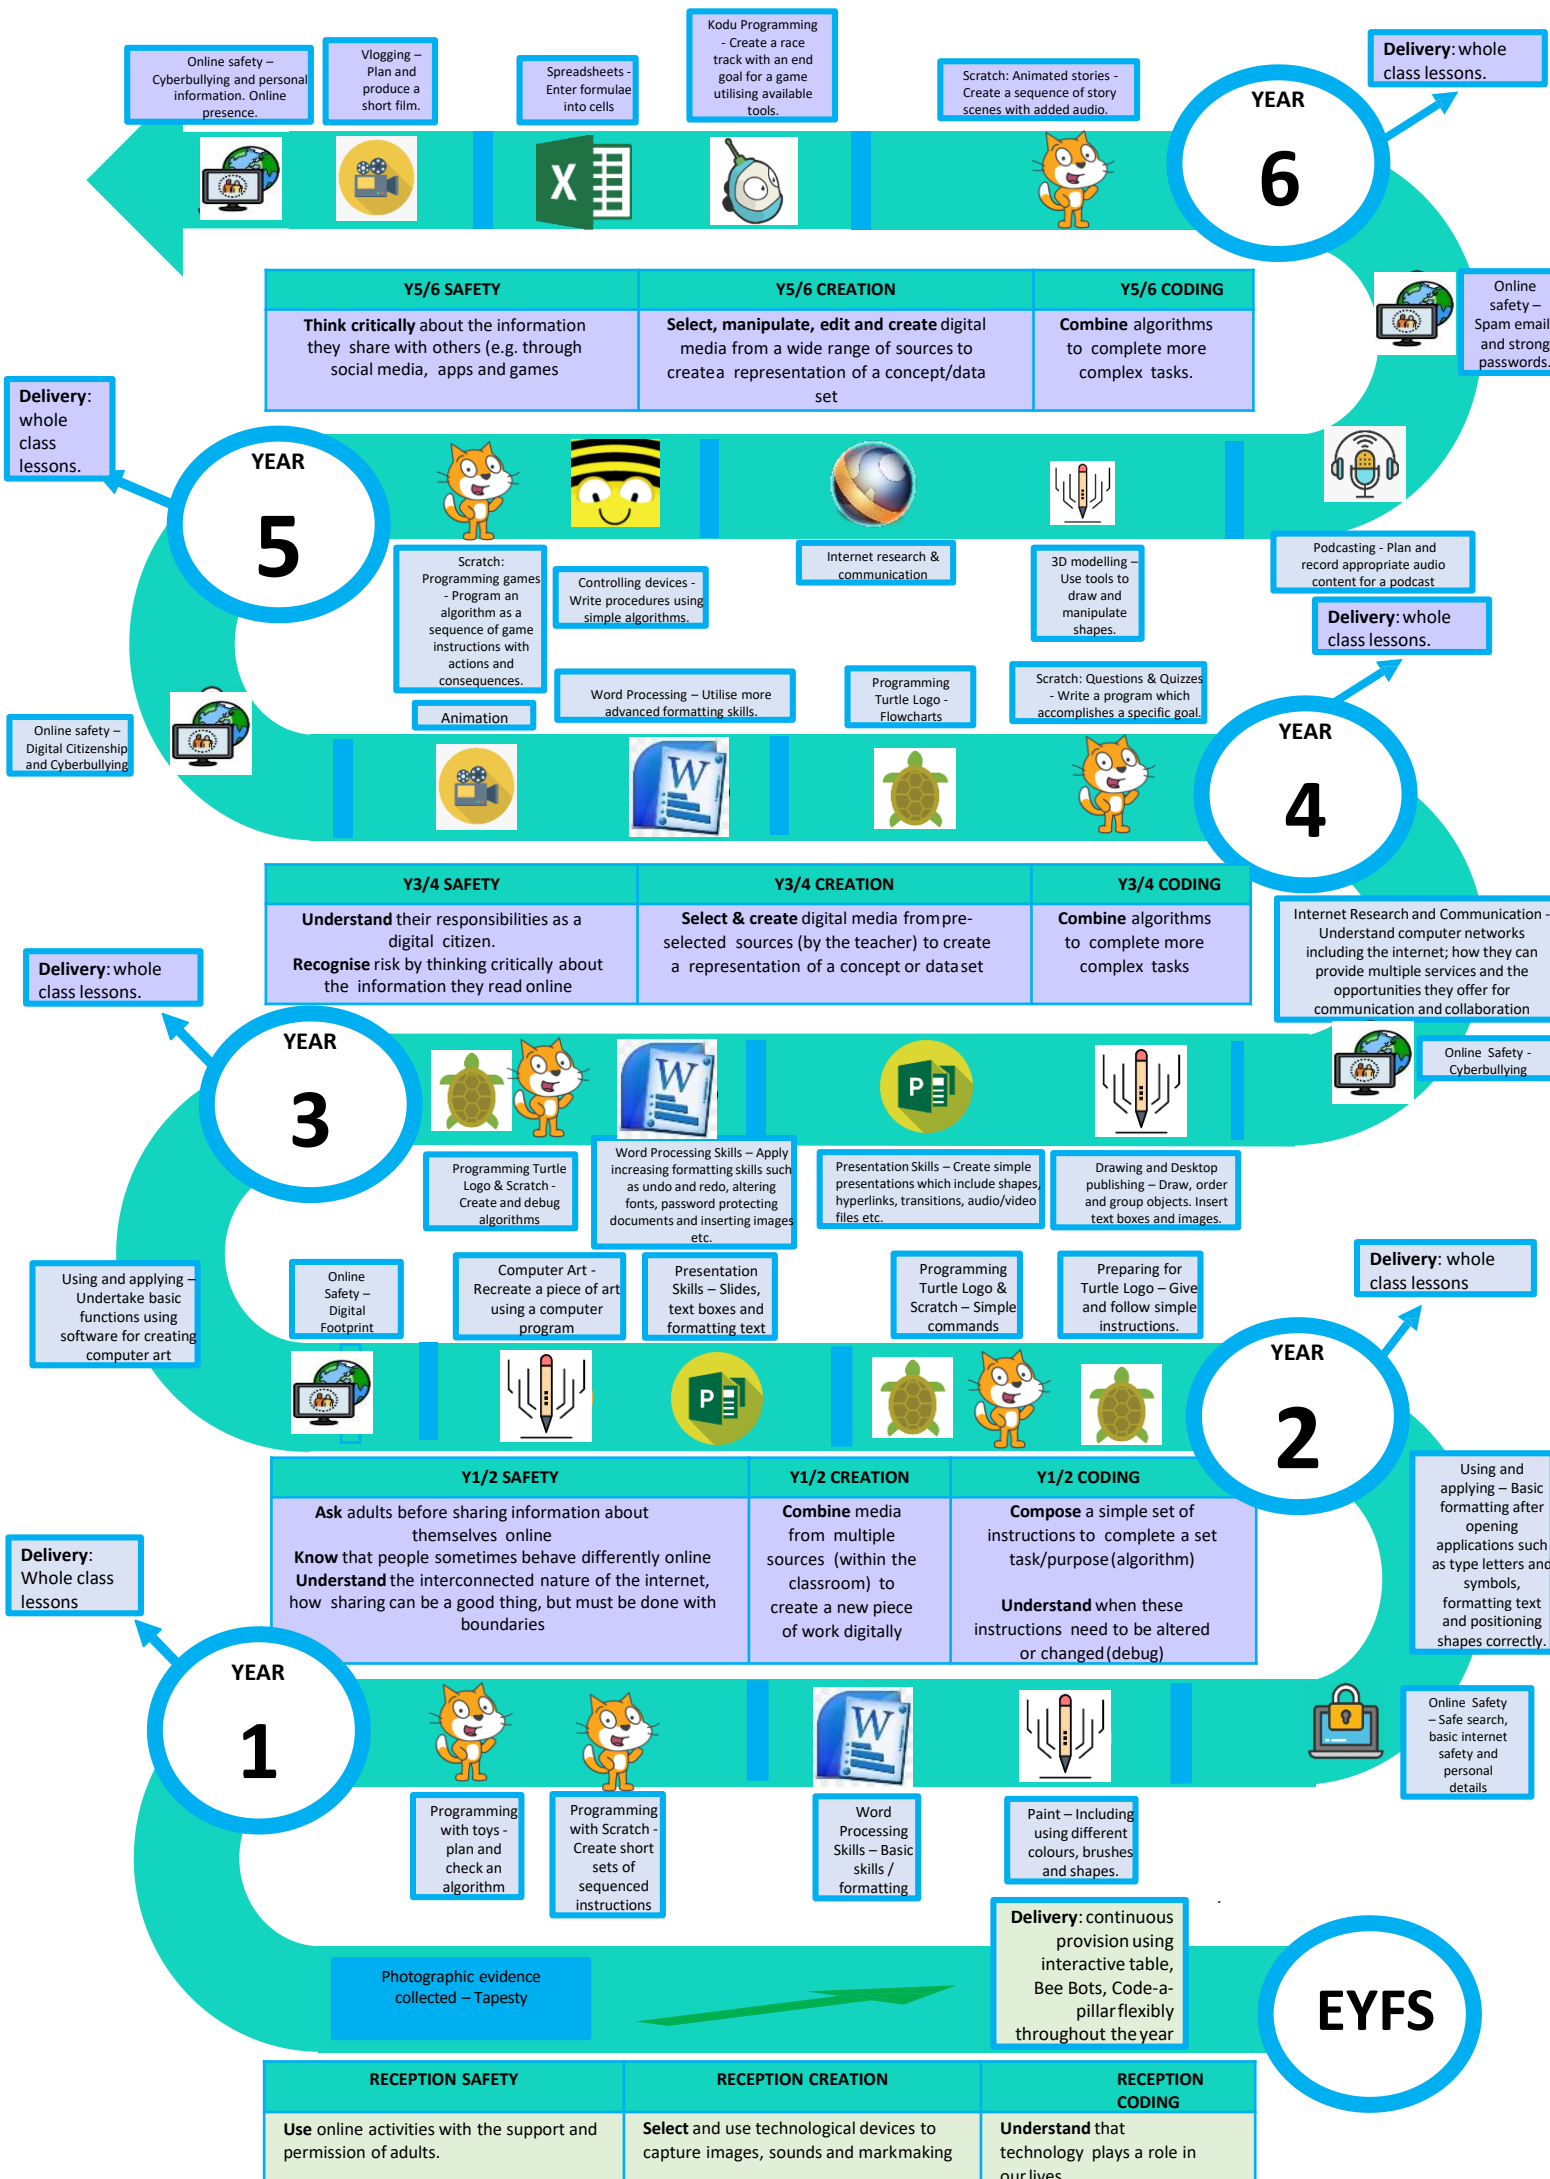 Online safety –
Cyberbullying and personal
information. Online
presence.
Vlogging –
Plan and
produce a
short film.
Spreadsheets -
Enter formulae
into cells
Kodu Programming
- Create a race
track with an end
goal for a game
utilising available
tools.
Scratch: Animated stories -
Create a sequence of story
scenes with added audio.
Delivery: whole
class lessons.
YEAR
6
X
Y5/6 SAFETY
Y5/6 CREATION
Y5/6 CODING
Think critically about the information
they share with others (e.g. through
social media, apps and games
Select, manipulate, edit and create digital
media from a wide range of sources to
createa representation of a concept/data
set
Combine algorithms
to complete more
complex tasks.
Online
safety –
Spam email
and strong
passwords.
Delivery:
whole
class
lessons.
YEAR
5
Scratch:
Programming games
- Program an
algorithm as a
sequence of game
instructions with
actions and
consequences.
Controlling devices -
Write procedures using
simple algorithms.
Internet research &
communication
3D modelling –
Use tools to
draw and
manipulate
shapes.
Podcasting - Plan and
record appropriate audio
content for a podcast
Delivery: whole
class lessons.
Online safety –
Digital Citizenship
and Cyberbullying
Animation
Word Processing – Utilise more
advanced formatting skills.
Programming
Turtle Logo -
Flowcharts
Scratch: Questions & Quizzes
- Write a program which
accomplishes a specific goal.
YEAR
4
W
Y3/4 SAFETY
Y3/4 CREATION
Y3/4 CODING
Understand their responsibilities as a
digital citizen.
Recognise risk by thinking critically about
the information they read online
Select & create digital media from pre-
selected sources (by the teacher) to create
a representation of a concept or data set
Combine algorithms
to complete more
complex tasks
Internet Research and Communication -
Understand computer networks
including the internet; how they can
provide multiple services and the
opportunities they offer for
communication and collaboration
Online Safety -
Cyberbullying
Delivery: whole
class lessons.
YEAR
3
W
P
Programming Turtle
Logo & Scratch -
Create and debug
algorithms
Word Processing Skills – Apply
increasing formatting skills such
as undo and redo, altering
fonts, password protecting
documents and inserting images
etc.
Presentation Skills – Create simple
presentations which include shapes,
hyperlinks, transitions, audio/video
files etc.
Drawing and Desktop
publishing – Draw, order
and group objects. Insert
text boxes and images.
Using and applying –
Undertake basic
functions using
software for creating
computer art
Online
Safety –
Digital
Footprint
Computer Art -
Recreate a piece of art
using a computer
program
Presentation
Skills – Slides,
text boxes and
formatting text
Programming
Turtle Logo &
Scratch – Simple
commands
Preparing for
Turtle Logo – Give
and follow simple
instructions.
Delivery: whole
class lessons
YEAR
2
P
Y1/2 SAFETY
Y1/2 CREATION
Y1/2 CODING
Ask adults before sharing information about
themselves online
Know that people sometimes behave differently online
Understand the interconnected nature of the internet,
how sharing can be a good thing, but must be done with
boundaries
Combine media
from multiple
sources (within the
classroom) to
create a new piece
of work digitally
Compose a simple set of
instructions to complete a set
task/purpose (algorithm)
Understand when these
instructions need to be altered
or changed (debug)
Using and
applying – Basic
formatting after
opening
applications such
as type letters and
symbols,
formatting text
and positioning
shapes correctly.
Delivery:
Whole class
lessons
YEAR
1
W
Online Safety
– Safe search,
basic internet
safety and
personal
details
Programming
with toys -
plan and
check an
algorithm
Programming
with Scratch -
Create short
sets of
sequenced
instructions
Word
Processing
Skills – Basic
skills /
formatting
Paint – Including
using different
colours, brushes
and shapes.
.
Photographic evidence
collected – Tapesty
Delivery: continuous
provision using
interactive table,
Bee Bots, Code-a-
pillar flexibly
throughout the year
EYFS
RECEPTION SAFETY
RECEPTION CREATION
RECEPTION
CODING
Use online activities with the support and
permission of adults.
Select and use technological devices to
capture images, sounds and markmaking
Understand that
technology plays a role in
our lives